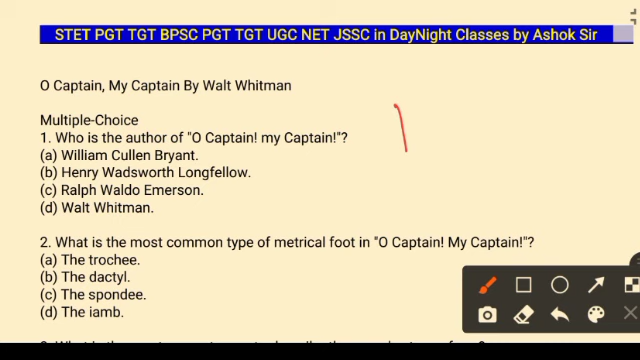 STET PGT TGT BPSC PGT TGT UGC NET JSSC in DayNight Classes by Ashok Sir
O Captain, My Captain By Walt Whitman
Multiple-Choice
1. Who is the author of "O Captain! my Captain!"?
(a) William Cullen Bryant.
(b) Henry Wadsworth Longfellow.
(c) Ralph Waldo Emerson.
(d) Walt Whitman.
2. What is the most common type of metrical foot in "O Captain! My Captain!"?
(a) The trochee.
(b) The dactyl.
(c) The spondee.
(d) The iamb.